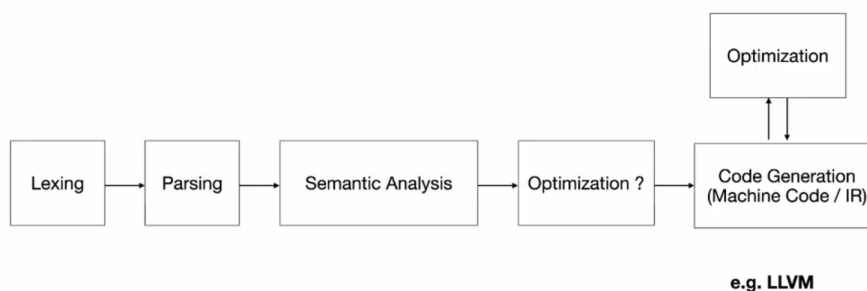 Optimization
Lexing
Parsing
Semantic Analysis
Optimization ?
Code Generation
(Machine Code / IR)
e.g. LLVM